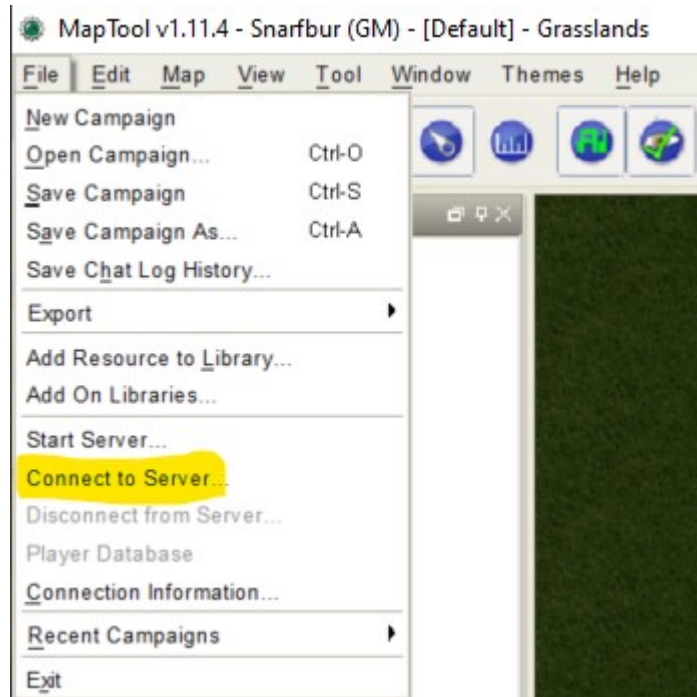 MapTool v1.11.4 - Snarfbur (GM) - [Default] - Grasslands
File Edit Map View Tool Window Themes Help
New Campaign
Open Campaign... Ctrl-O
Save Campaign Ctrl-S
Save Campaign As... Ctrl-A
Save Chat Log History...
Export
Add Resource to Library...
Add On Libraries...
Start Server...
Connect to Server...
Disconnect from Server...
Player Database
Connection Information...
Recent Campaigns
Exit